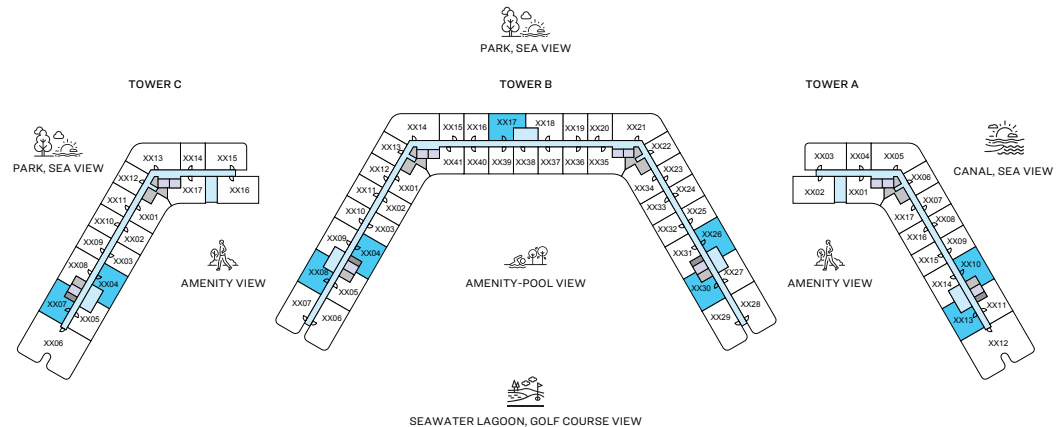 PARK, SEA VIEW
TOWER C
TOWER B
TOWER A
PARK, SEA VIEW
CANAL, SEA VIEW
XX13
XX14
XX15
XX12
XX17
XX16
XX11
XX01
XX10
XX02
XX09
XX03
XX08
XX04
XX07
XX05
XX06
AMENITY VIEW
XX14
XX15
XX16
XX17
XX18
XX19
XX20
XX21
XX13
XX41
XX40
XX39
XX38
XX37
XX36
XX35
XX22
XX12
XX01
XX34
XX23
XX11
XX02
XX33
XX24
XX10
XX03
XX32
XX25
XX09
XX04
XX31
XX26
XX08
XX05
XX30
XX27
XX07
XX06
XX29
XX28
AMENITY-POOL VIEW
XX03
XX04
XX05
XX02
XX01
XX06
XX17
XX07
XX16
XX08
XX15
XX09
XX14
XX10
XX13
XX11
XX12
AMENITY VIEW
SEAWATER LAGOON, GOLF COURSE VIEW